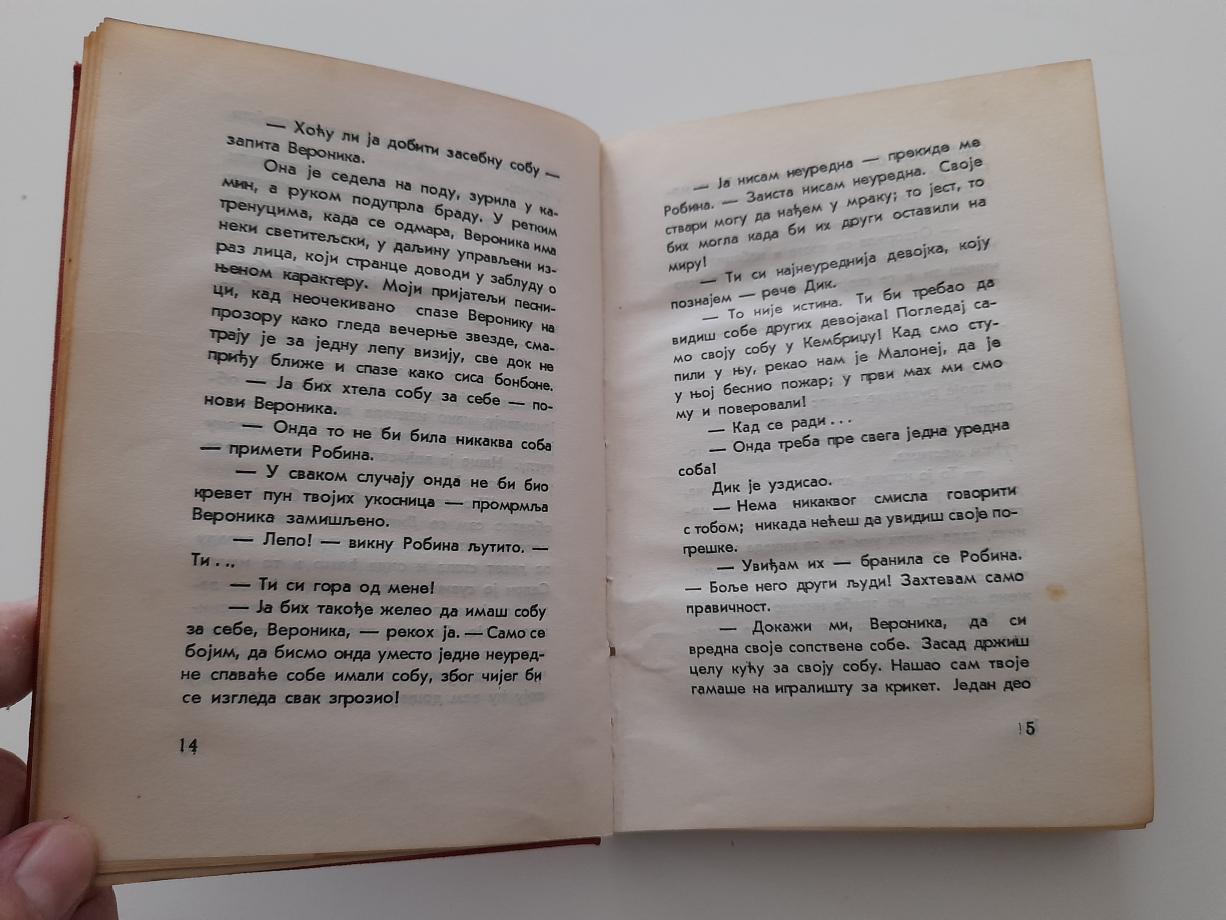 — Хоћу ли ја добити засебну собу —
запита Вероника.
Она је седела на поду, зурила у ка-
мин, а руком подупрла браду. У ретким
тренуцима, када се одмара, Вероника има
неки светитељски, у даљину управљени из-
раз лица, који странце доводи у заблуду о
њеном карактеру. Моји пријатељи песни-
ци, кад неочекивано спазе Веронику на
прозору како гледа вечерње звезде, сма-
трају је за једну лепу визију, све док не
приђу ближе и спазе како сиса бонбоне.
— Ја бих хтела собу за себе — по-
нови Вероника.
— Онда то не би била никаква соба
— примети Робина.
— У сваком случају онда не би био
кревет пун твојих укосница — промрмља
Вероника замишљено.
— Лепо! — викну Робина љутито. —
Ти...
— Ти си гора од мене!
— Ја бих такође желео да имаш собу
за себе, Вероника, — рекох ја. — Само се
бојим, да бисмо онда уместо једне неуред-
не спаваће собе имали собу, због чијег би
се изгледа свак згрозио!
14
— Ја нисам неуредна — прекиде ме
Робина. — Заиста нисам неуредна. Своје
ствари могу да нађем у мраку; то јест, то
бих могла када би их други оставили на
миру!
— Ти си најнеуреднија девојка, коју
познајем — рече Дик.
— То није истина. Ти би требао да
видиш собе других девојака! Погледај са-
мо своју собу у Кембриџу! Кад смо сту-
пили у њу, рекао нам је Малонеј, да је
у њој беснио пожар; у први мах ми смо
му и поверовали!
— Кад се ради...
— Онда треба пре свега једна уредна
соба!
Дик је уздисао.
— Нема никаквог смисла говорити
с тобом; никада нећеш да увидиш своје по-
грешке.
— Увиђам их — бранила се Робина.
— Боље него други људи! Захтевам само
правичност.
— Докажи ми, Вероника, да си
вредна своје сопствене собе. Засад држиш
целу кућу за своју собу. Нашао сам твоје
гамаше на игралишту за крикет. Један део
15